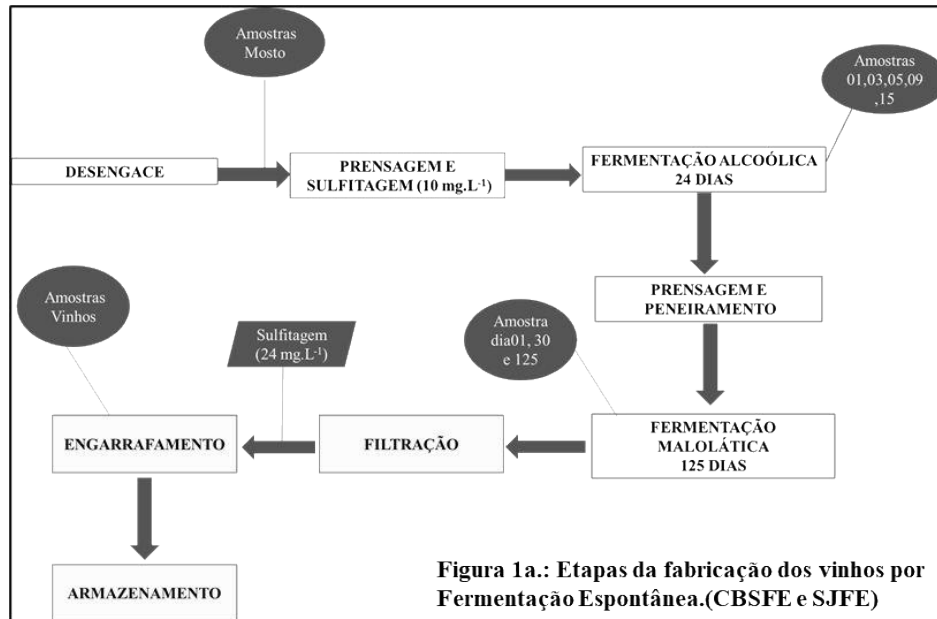 Amostras
Mosto
Amostras
01,03,05,09
,15
DESENGACE
PRENSAGEM E
SULFITAGEM (10 mg.L⁻¹)
FERMENTAÇÃO ALCOÓLICA
24 DIAS
PRENSAGEM E
PENEIRAMENTO
Amostras
Vinhos
Sulfitagem
(24 mg.L⁻¹)
Amostra
dia01, 30
e 125
ENGARRAFAMENTO
FILTRAÇÃO
FERMENTAÇÃO
MALOLÁTICA
125 DIAS
ARMAZENAMENTO
Figura 1a.: Etapas da fabricação dos vinhos por
Fermentação Espontânea.(CBSFE e SJFE)